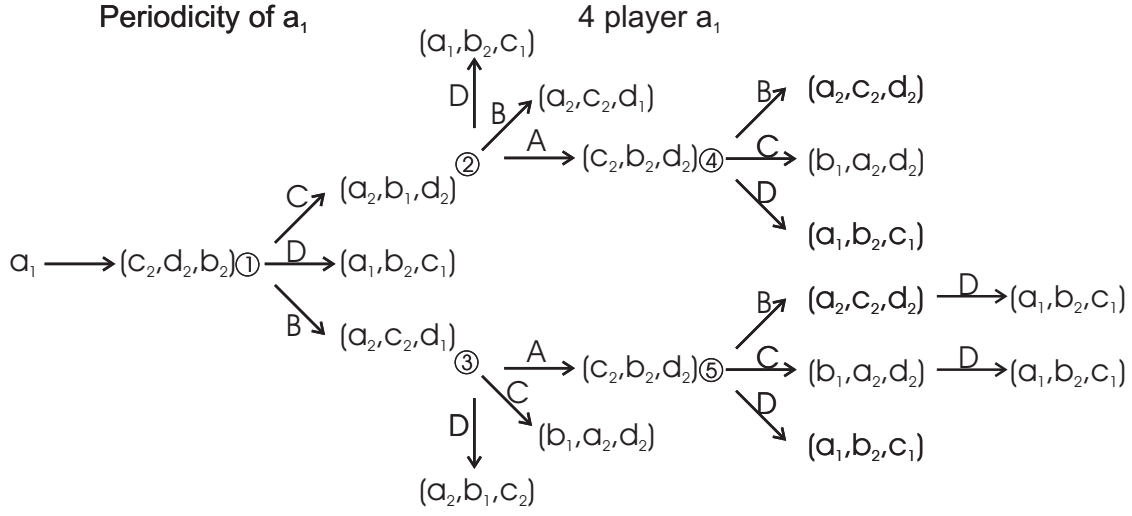 Periodicity of a₁ 4 player a₁
(a₁,b₂,c₁)
D
B (a₂,c₂,d₁)
A
(c₂,b₂,d₂)④
②
B (a₂,c₂,d₂)
C (b₁,a₂,d₂)
D
(a₁,b₂,c₁)
C (a₂,b₁,d₂)
a₁ (c₂,d₂,b₂)① D (a₁,b₂,c₁)
B (a₂,c₂,d₁)
③
A
(c₂,b₂,d₂)⑤
C
(b₁,a₂,d₂)
D
(a₂,b₁,c₂)
B (a₂,c₂,d₂) D (a₁,b₂,c₁)
C (b₁,a₂,d₂) D (a₁,b₂,c₁)
D
(a₁,b₂,c₁)